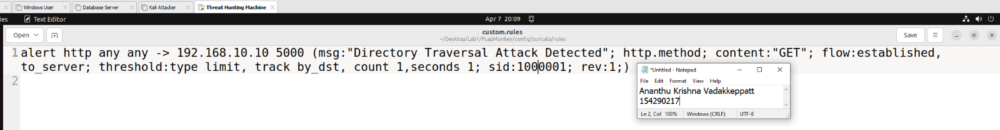 Windows User
Database Server
Kali Attacker
Threat Hunting Machine
ies
Text Editor
Apr 7 20:09
Open
custom.rules
~/Desktop/Lab1/PcapMonkey/config/suricata/rules
Save
1 alert http any any -> 192.168.10.10 5000 (msg:"Directory Traversal Attack Detected"; http.method; content:"GET"; flow:established,
to_server; threshold:type limit, track by_dst, count 1,seconds 1; sid:1000001; rev:1;)
2
*Untitled - Notepad
File Edit Format View Help
Ananthu Krishna Vadakkeppatt
154290217
Ln 2, Col 100% Windows (CRLF) UTF-8